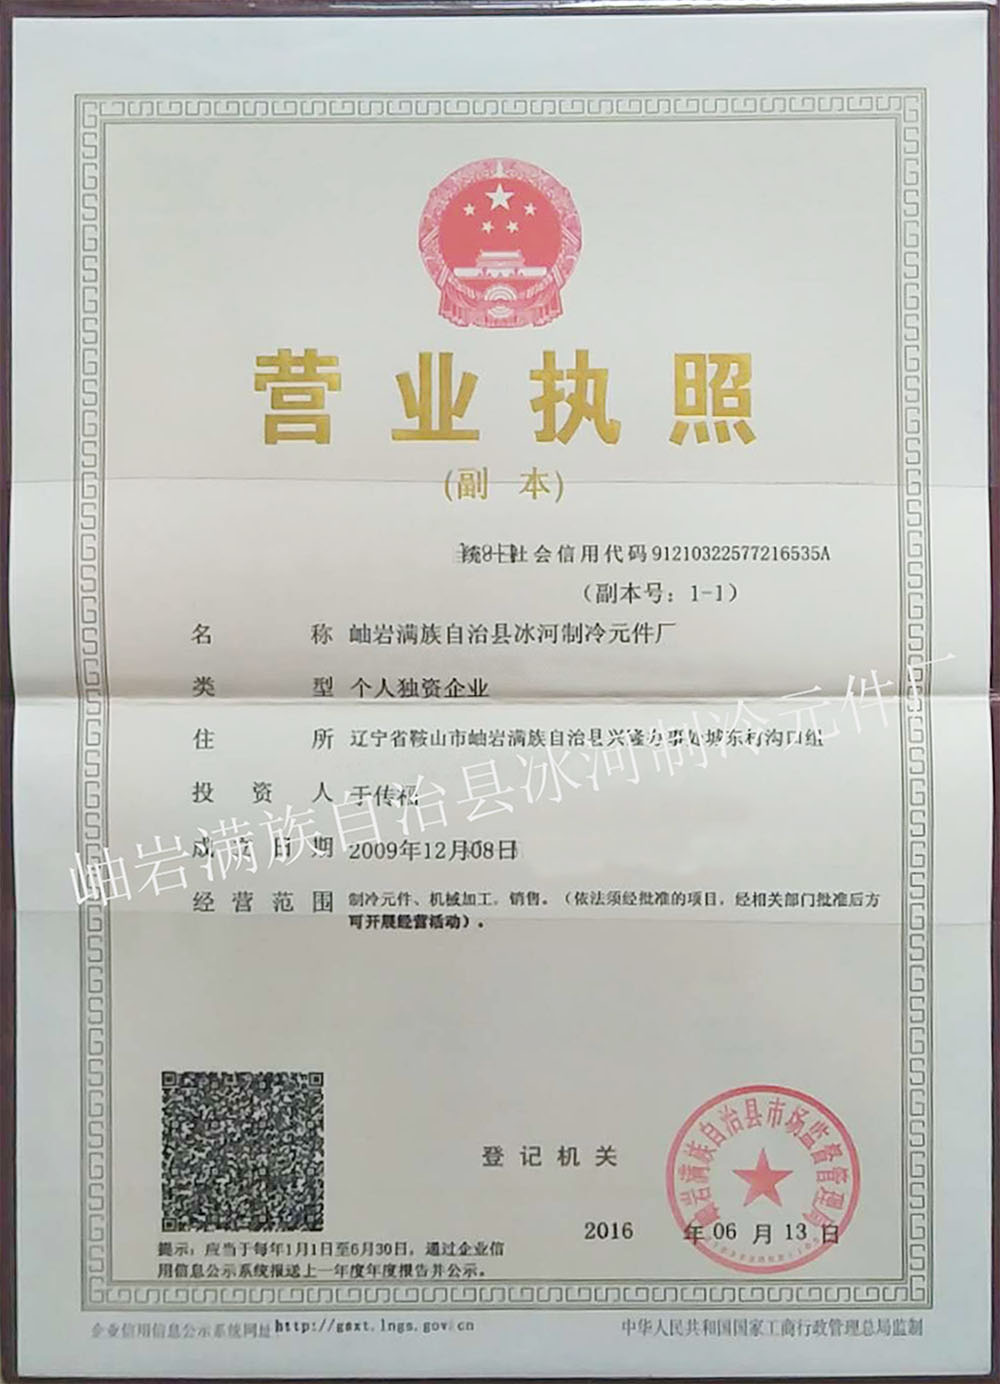 营业执照
(副 本)
统一社会信用代码 91210322577216535A
（副本号：1-1）
名 称 岫岩满族自治县冰河制冷元件厂
类 型 个人独资企业
住 所 辽宁省鞍山市岫岩满族自治县兴隆办事处城东村沟口组
投 资 人 于传福
成 立 日 期 2009年12月08日
经 营 范 围 制冷元件、机械加工，销售。（依法须经批准的项目，经相关部门批准后方
可开展经营活动）。
岫岩满族自治县冰河制冷元件厂
登 记 机 关
岫岩满族自治县市场监督管理局
2016 年 06 月 13 日
提示：应当于每年1月1日至6月30日，通过企业信
用信息公示系统报送上一年度年度报告并公示。
企业信用信息公示系统网址 http://gsxt.lngs.gov.cn
中华人民共和国国家工商行政管理总局监制